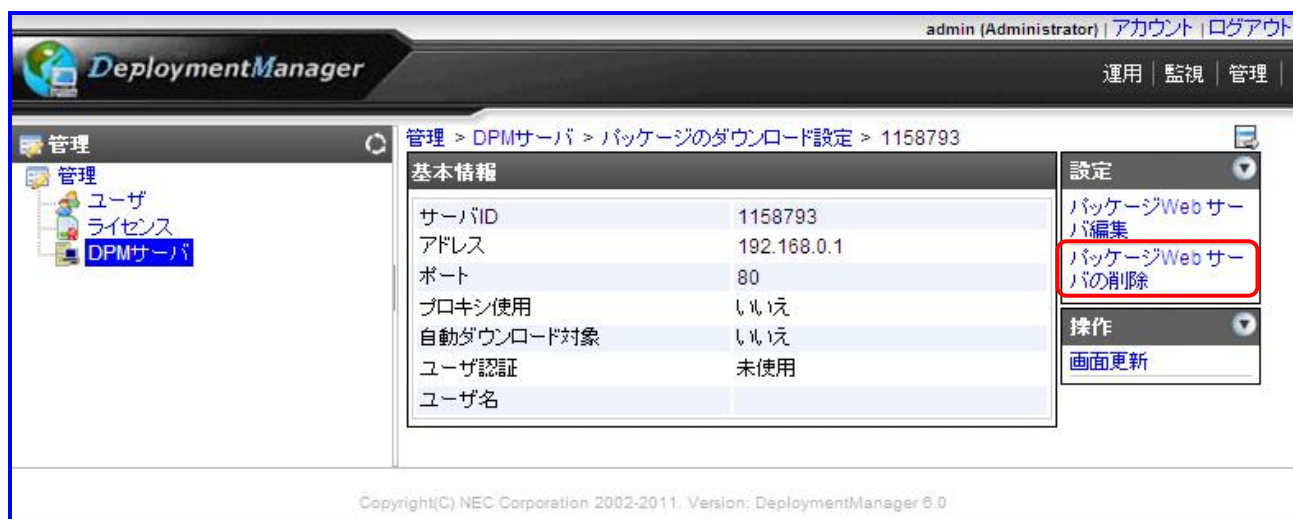 admin (Administrator) | アカウント | ログアウト
DeploymentManager
運用 | 監視 | 管理 |
管理
管理
ユーザ
ライセンス
DPMサーバ
管理 > DPMサーバ > パッケージのダウンロード設定 > 1158793
基本情報
サーバID 1158793
アドレス 192.168.0.1
ポート 80
プロキシ使用 いいえ
自動ダウンロード対象 いいえ
ユーザ認証 未使用
ユーザ名
設定
パッケージWeb サー
バ編集
パッケージWeb サー
バの削除
操作
画面更新
Copyright(C) NEC Corporation 2002-2011. Version: DeploymentManager 6.0